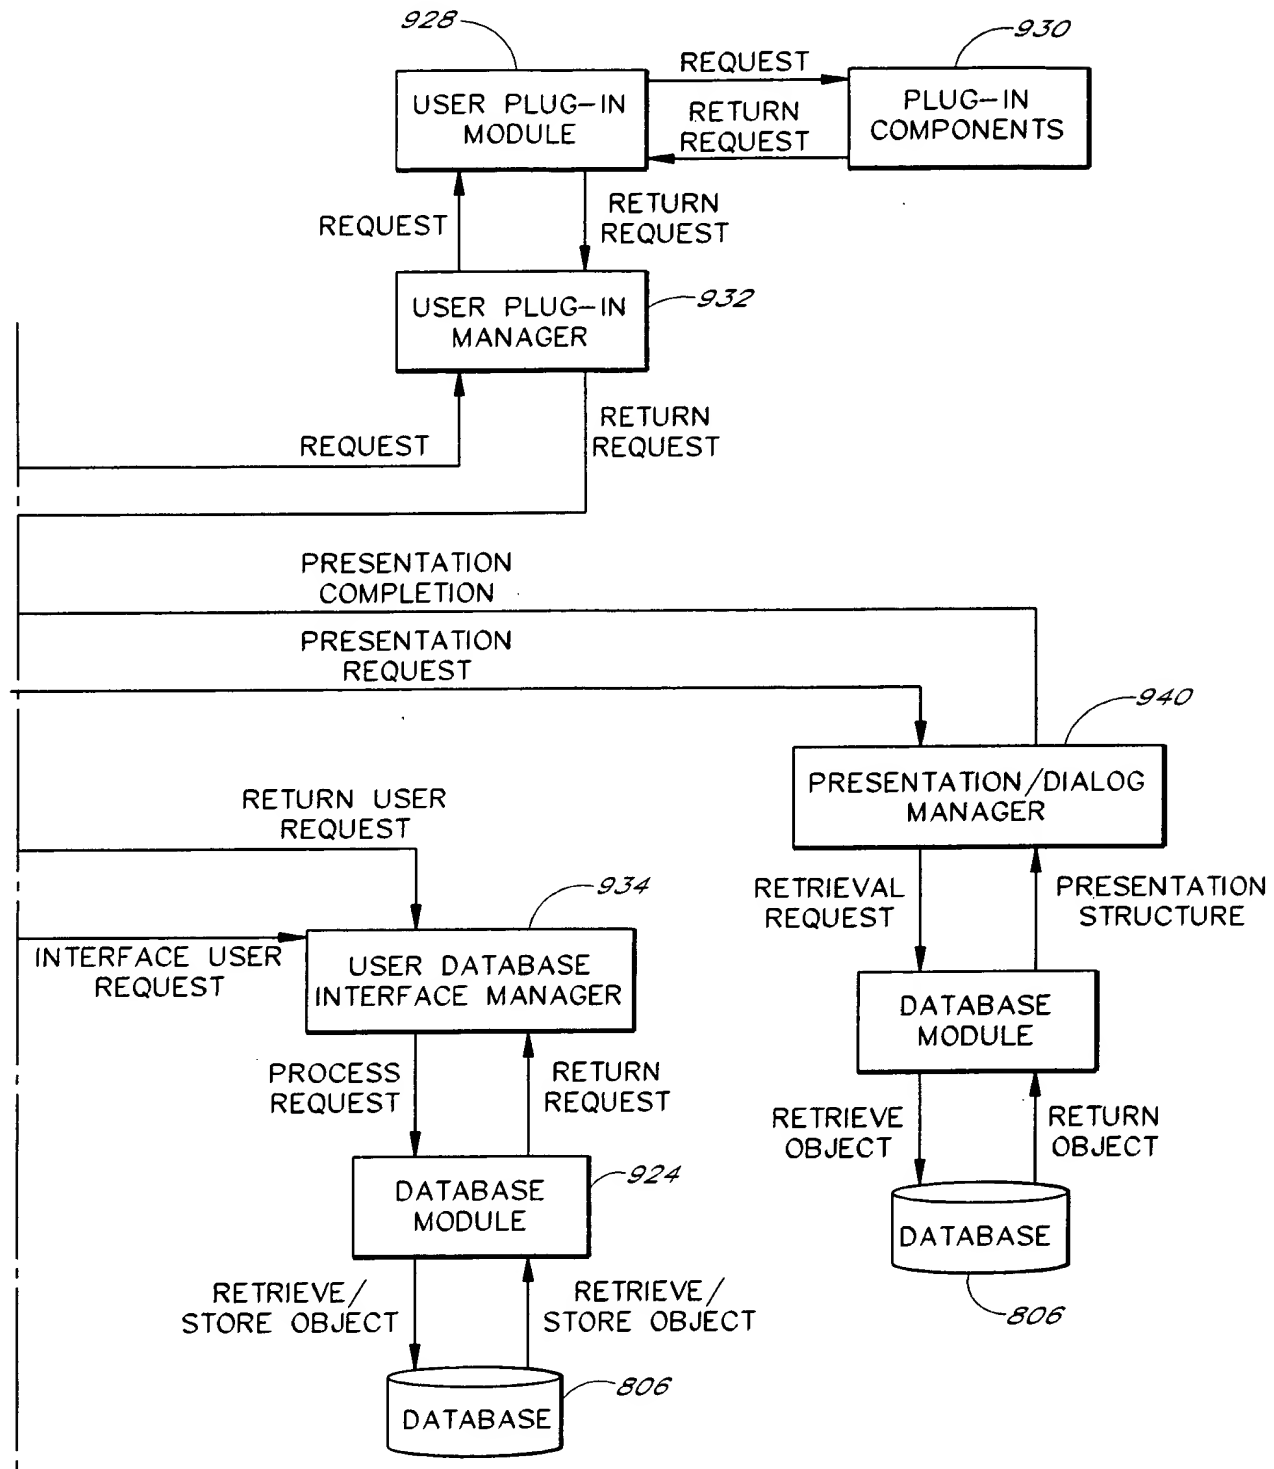 928
930
REQUEST
USER PLUG-IN
MODULE
PLUG-IN
COMPONENTS
RETURN
REQUEST
REQUEST
RETURN
REQUEST
932
USER PLUG-IN
MANAGER
REQUEST
RETURN
REQUEST
PRESENTATION
COMPLETION
PRESENTATION
REQUEST
940
PRESENTATION/DIALOG
MANAGER
RETURN USER
REQUEST
934
RETRIEVAL
REQUEST
PRESENTATION
STRUCTURE
INTERFACE USER
REQUEST
USER DATABASE
INTERFACE MANAGER
DATABASE
MODULE
PROCESS
REQUEST
RETURN
REQUEST
RETRIEVE
OBJECT
RETURN
OBJECT
924
DATABASE
MODULE
DATABASE
806
RETRIEVE/
STORE OBJECT
RETRIEVE/
STORE OBJECT
806
DATABASE